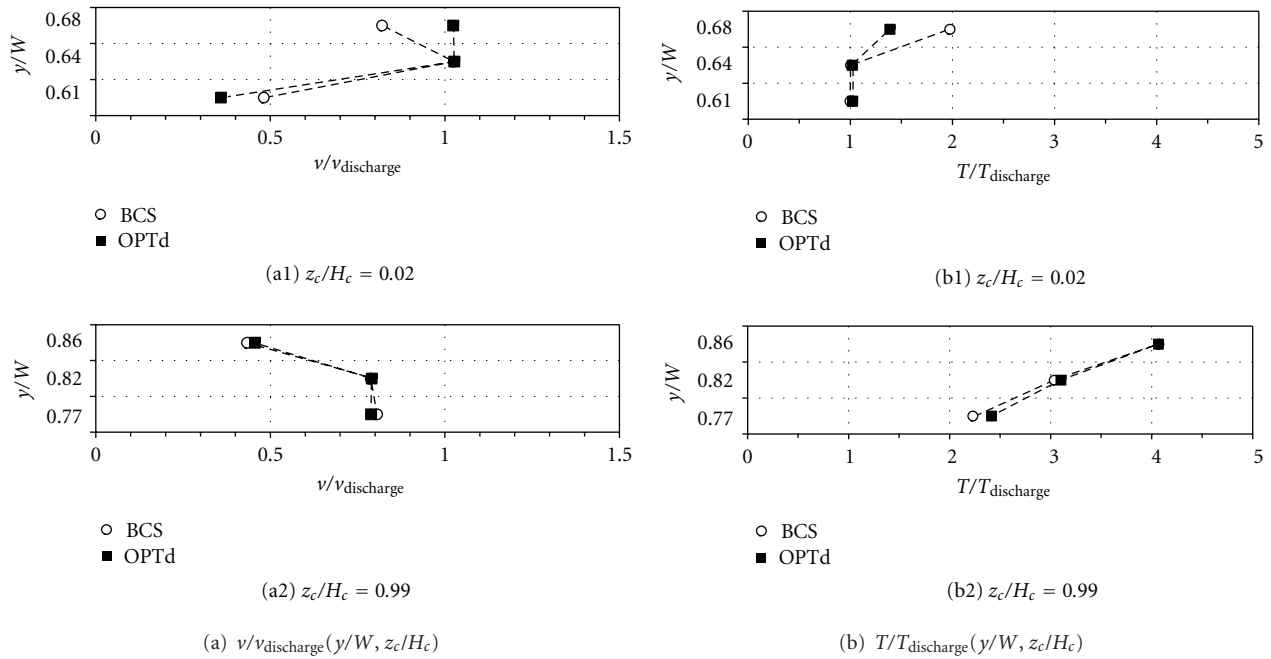 0.68
0.64
0.61
y/W
0 0.5 1 1.5
v/v_discharge
BCS
OPTd
(a1) z_c/H_c = 0.02
0.86
0.82
0.77
y/W
0 0.5 1 1.5
v/v_discharge
BCS
OPTd
(a2) z_c/H_c = 0.99
(a) v/v_discharge(y/W, z_c/H_c)
0.68
0.64
0.61
y/W
0 1 2 3 4 5
T/T_discharge
BCS
OPTd
(b1) z_c/H_c = 0.02
0.86
0.82
0.77
y/W
0 1 2 3 4 5
T/T_discharge
BCS
OPTd
(b2) z_c/H_c = 0.99
(b) T/T_discharge(y/W, z_c/H_c)